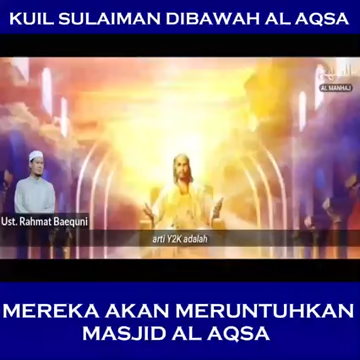 KUIL SULAIMAN DIBAWAH AL AQSA
AL MANHAJ
Ust. Rahmat Baequni
arti Y2K adalah
MEREKA AKAN MERUNTUHKAN
MASJID AL AQSA